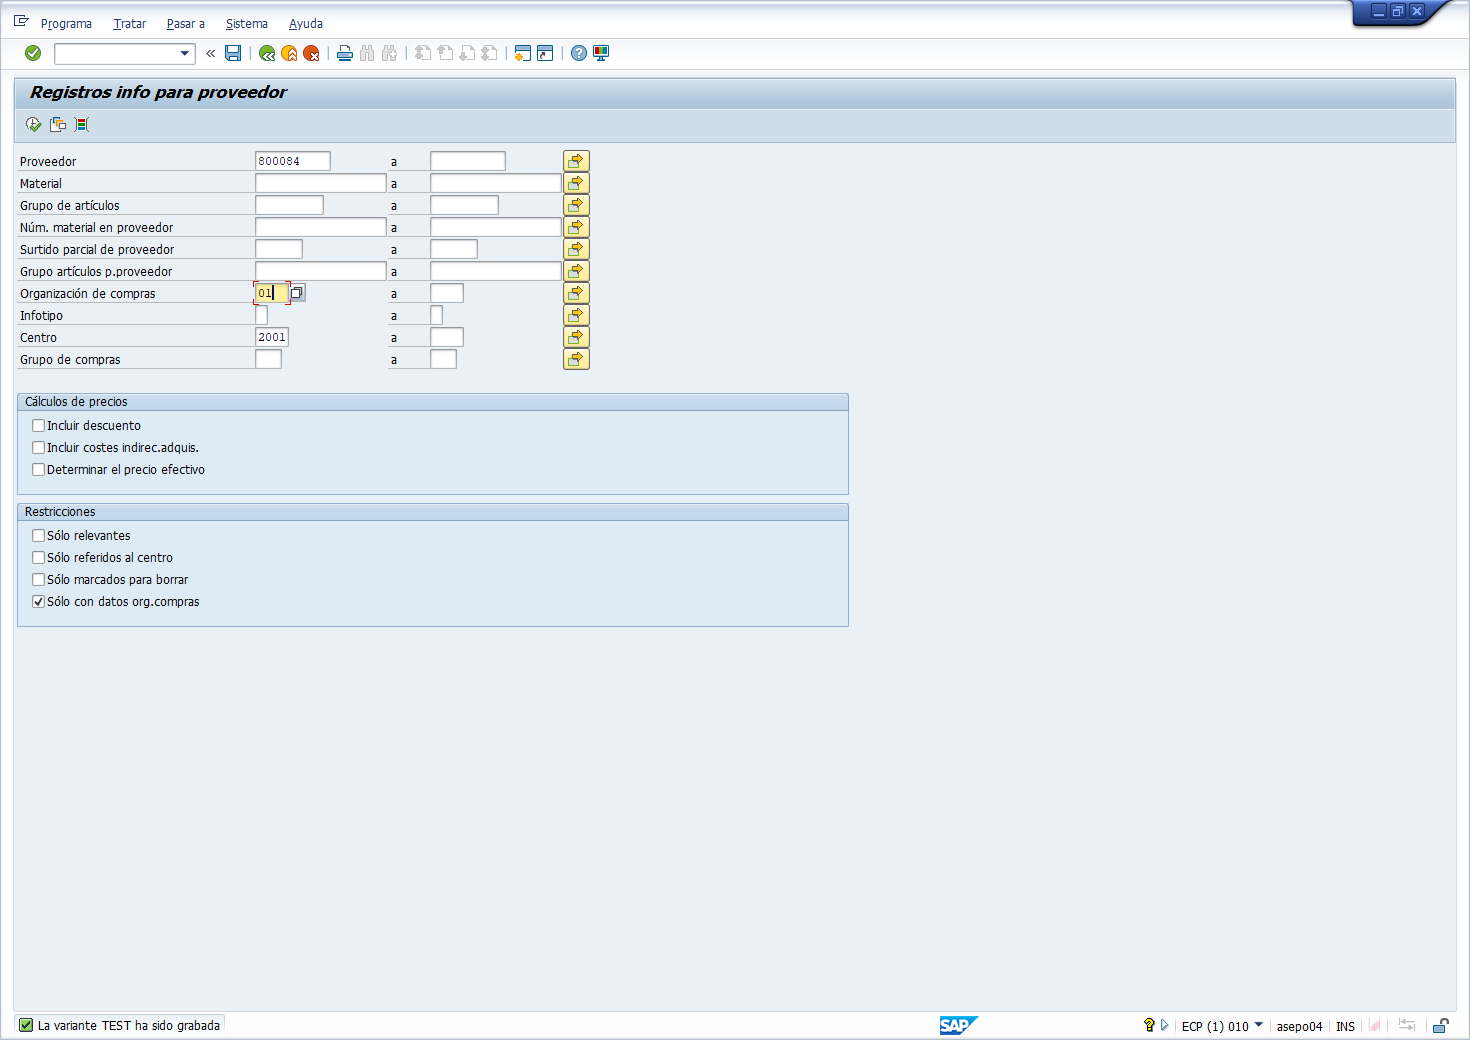 Programa Tratar Pasar a Sistema Ayuda
Registros info para proveedor
Proveedor 800084 a
Material a
Grupo de artículos a
Núm. material en proveedor a
Surtido parcial de proveedor a
Grupo artículos p.proveedor a
Organización de compras 01 a
Infotipo a
Centro 2001 a
Grupo de compras a
Cálculos de precios
Incluir descuento
Incluir costes indirec.adquis.
Determinar el precio efectivo
Restricciones
Sólo relevantes
Sólo referidos al centro
Sólo marcados para borrar
Sólo con datos org.compras
La variante TEST ha sido grabada SAP ECP (1) 010 asepo04 INS